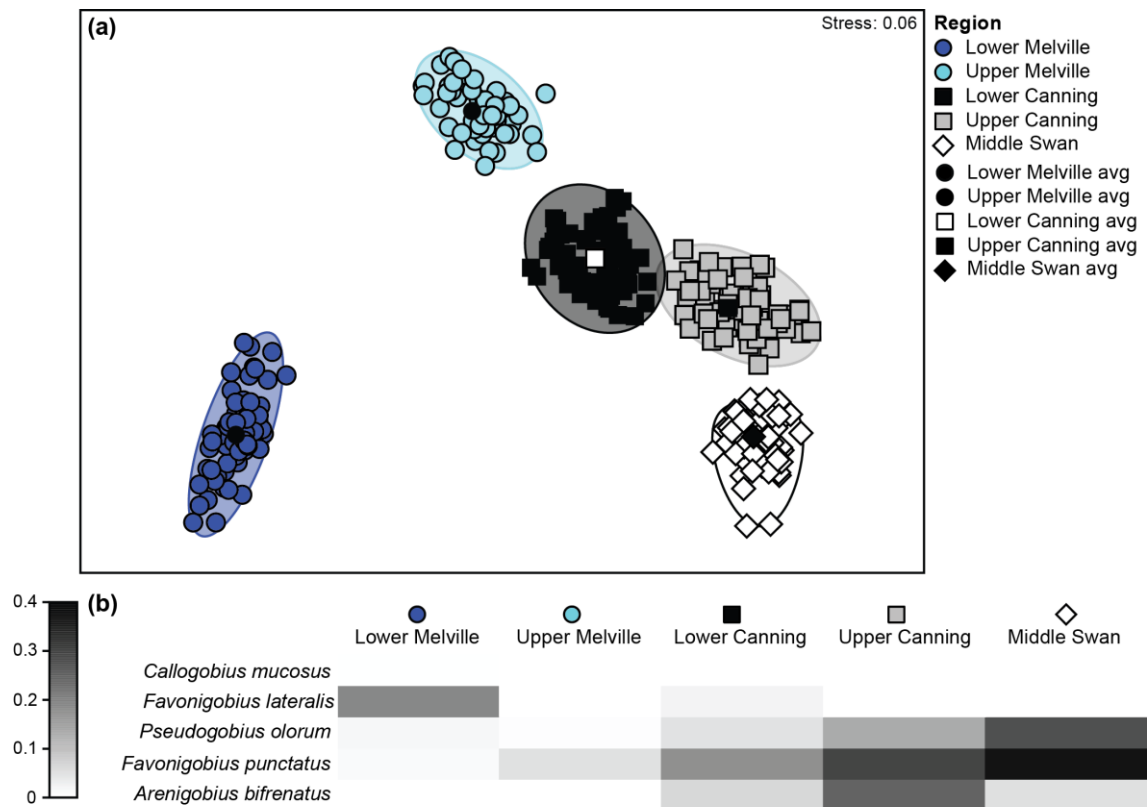 (a)
Stress: 0.06
Region
Lower Melville
Upper Melville
Lower Canning
Upper Canning
Middle Swan
Lower Melville avg
Upper Melville avg
Lower Canning avg
Upper Canning avg
Middle Swan avg
(b)
0.4
0.3
0.2
0.1
0
Lower Melville Upper Melville Lower Canning Upper Canning Middle Swan
Callogobius mucosus
Favonigobius lateralis
Pseudogobius olorum
Favonigobius punctatus
Arenigobius bifrenatus